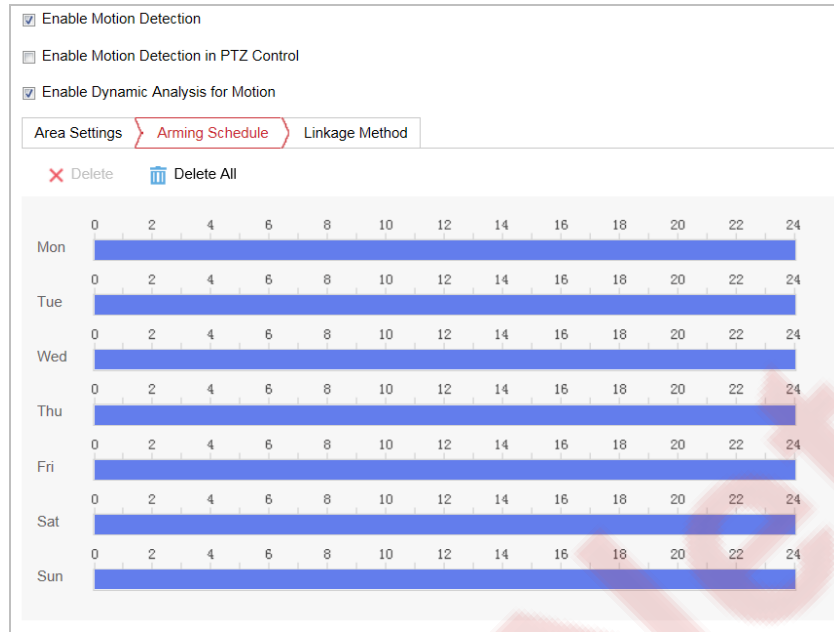 Enable Motion Detection
Enable Motion Detection in PTZ Control
Enable Dynamic Analysis for Motion
Area Settings Arming Schedule Linkage Method
Delete Delete All
0 2 4 6 8 10 12 14 16 18 20 22 24
Mon
0 2 4 6 8 10 12 14 16 18 20 22 24
Tue
0 2 4 6 8 10 12 14 16 18 20 22 24
Wed
0 2 4 6 8 10 12 14 16 18 20 22 24
Thu
0 2 4 6 8 10 12 14 16 18 20 22 24
Fri
0 2 4 6 8 10 12 14 16 18 20 22 24
Sat
0 2 4 6 8 10 12 14 16 18 20 22 24
Sun